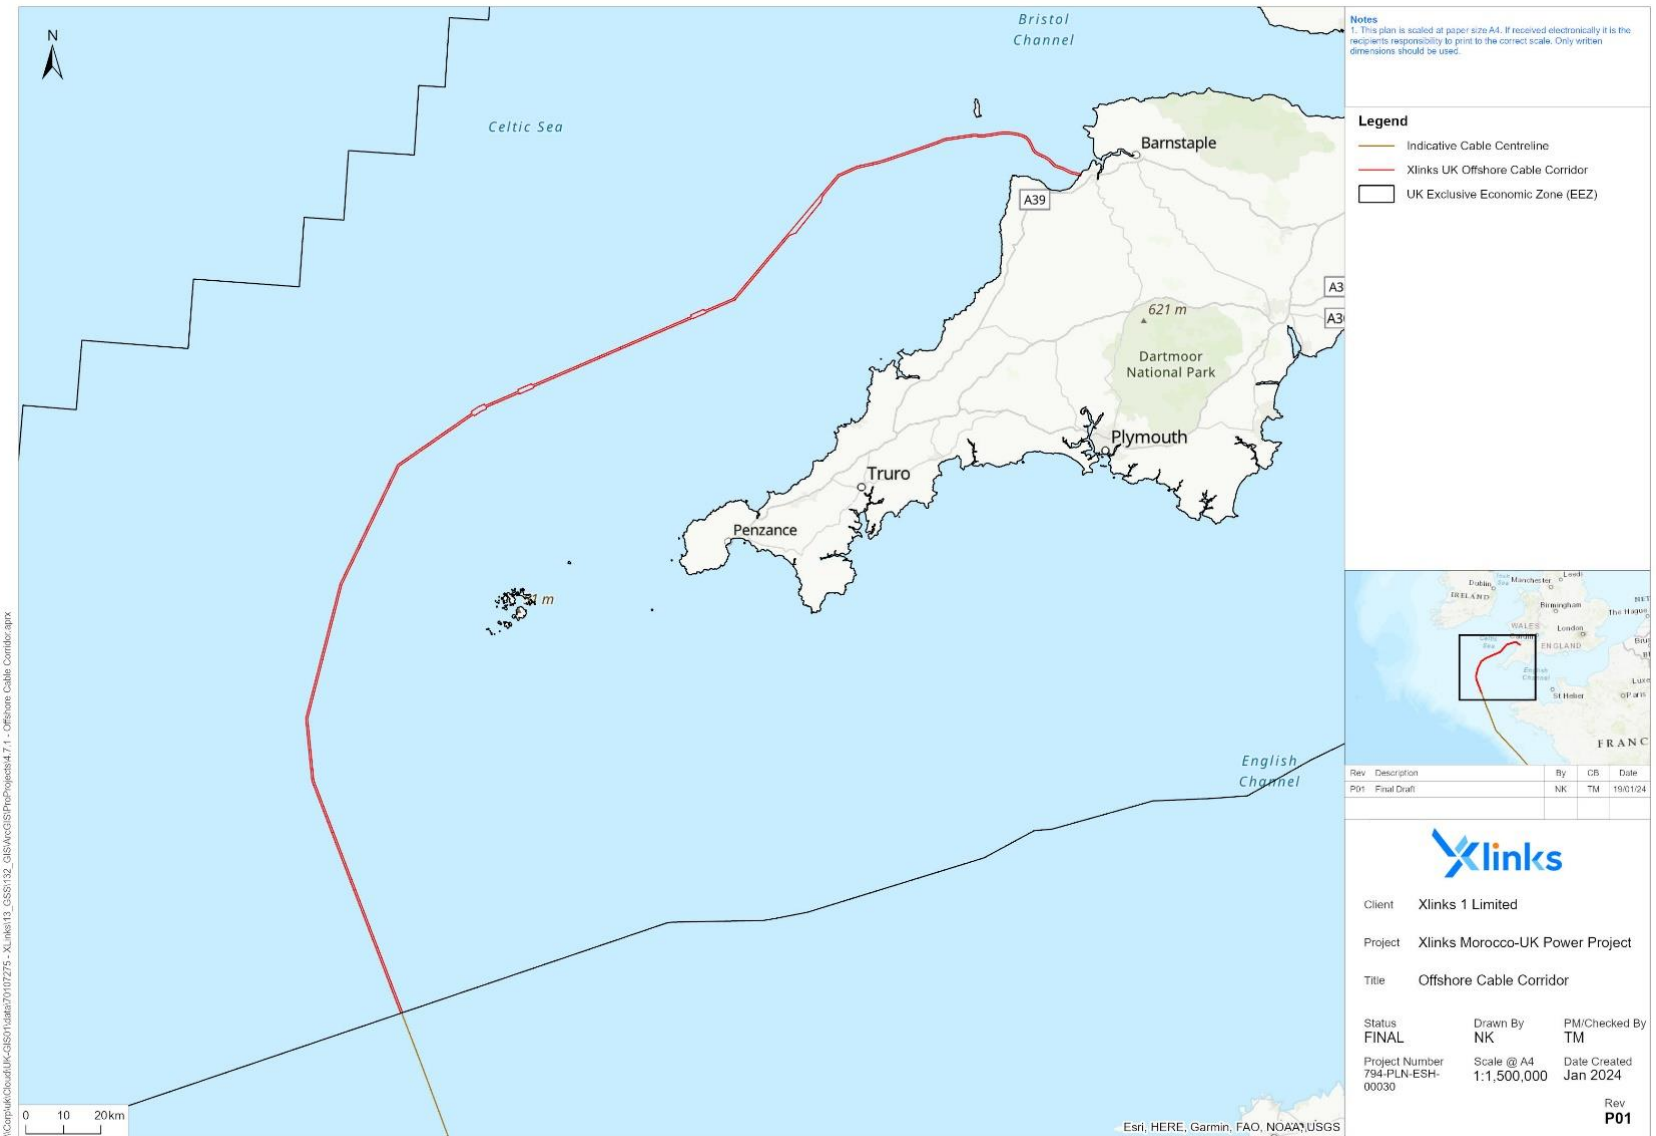 N
Bristol
Channel
Celtic Sea
Barnstaple
A39
A3
A3
621 m
Dartmoor
National Park
Plymouth
Truro
Penzance
1 m
English
Channel
0 10 20km
Esri, HERE, Garmin, FAO, NOAA, USGS
Notes
1. This plan is scaled at paper size A4. If received electronically it is the
recipients responsibility to print to the correct scale. Only written
dimensions should be used.
Legend
Indicative Cable Centreline
Xlinks UK Offshore Cable Corridor
UK Exclusive Economic Zone (EEZ)
Dublin
Manchester
Leeds
IRELAND
Birmingham
The Hague
WALES
London
Celtic
Sea
ENGLAND
English
Channel
St Helier
Paris
FRANC
Rev Description By CB Date
P01 Final Draft NK TM 19/01/24
Xlinks
Client Xlinks 1 Limited
Project Xlinks Morocco-UK Power Project
Title Offshore Cable Corridor
Status Drawn By PM/Checked By
FINAL NK TM
Project Number Scale @ A4 Date Created
794-PLN-ESH-
00030
1:1,500,000 Jan 2024
Rev
P01